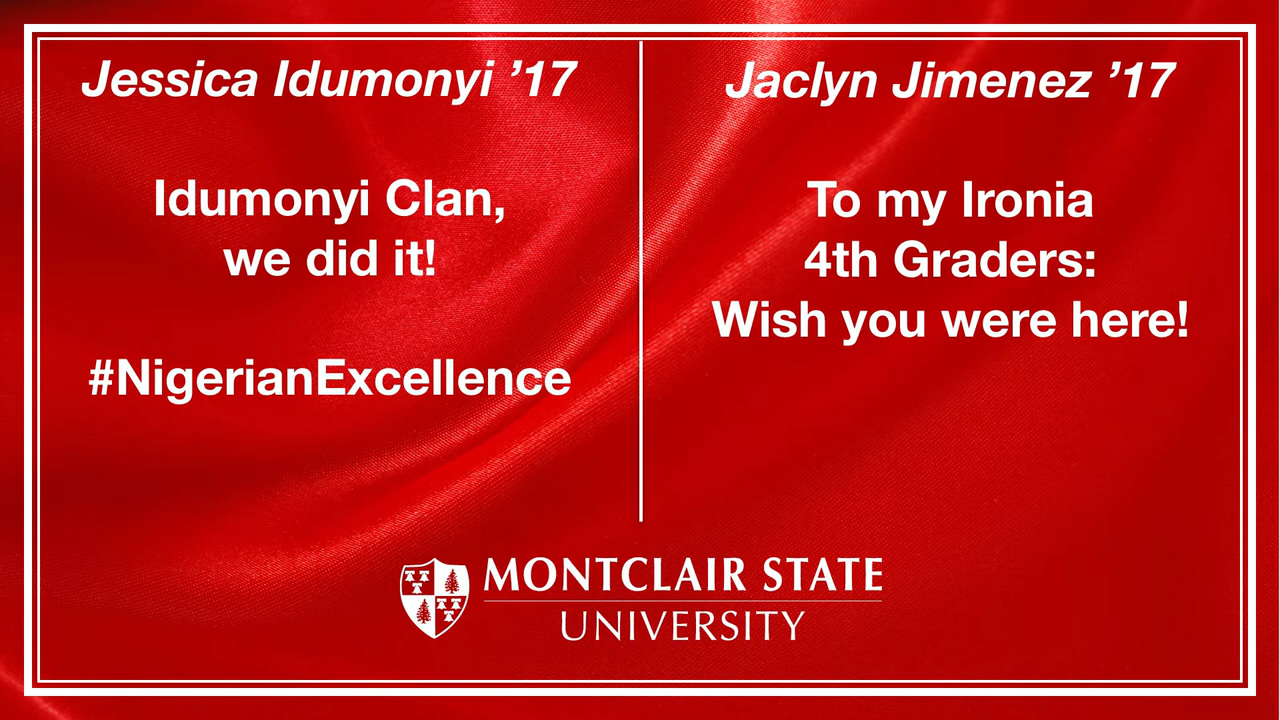 Jessica Idumonyi ’17
Idumonyi Clan,
we did it!
#NigerianExcellence
Jaclyn Jimenez ’17
To my Ironia
4th Graders:
Wish you were here!
MONTCLAIR STATE
UNIVERSITY